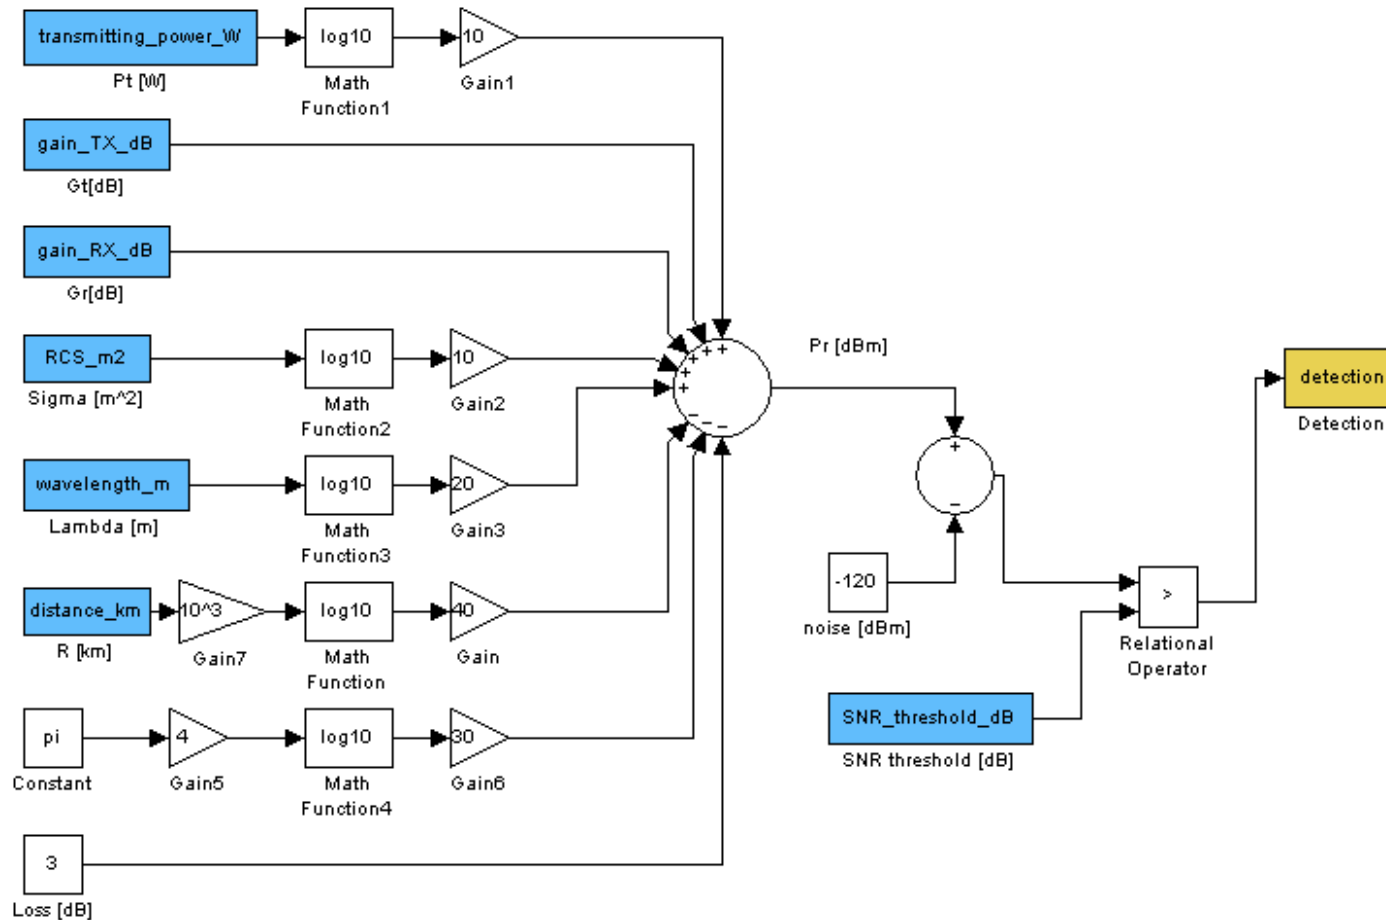 transmitting_power_W
Pt [W]
log10
Math
Function1
10
Gain1
gain_TX_dB
Gt[dB]
gain_RX_dB
Gr[dB]
RCS_m2
Sigma [m^2]
log10
Math
Function2
10
Gain2
wavelength_m
Lambda [m]
log10
Math
Function3
20
Gain3
distance_km
R [km]
10^3
Gain7
log10
Math
Function
40
Gain
pi
Constant
4
Gain5
log10
Math
Function4
30
Gain6
3
Loss [dB]
+
+
+
+
+
−
−
−
Pr [dBm]
+
−
-120
noise [dBm]
SNR_threshold_dB
SNR threshold [dB]
>
Relational
Operator
detection
Detection